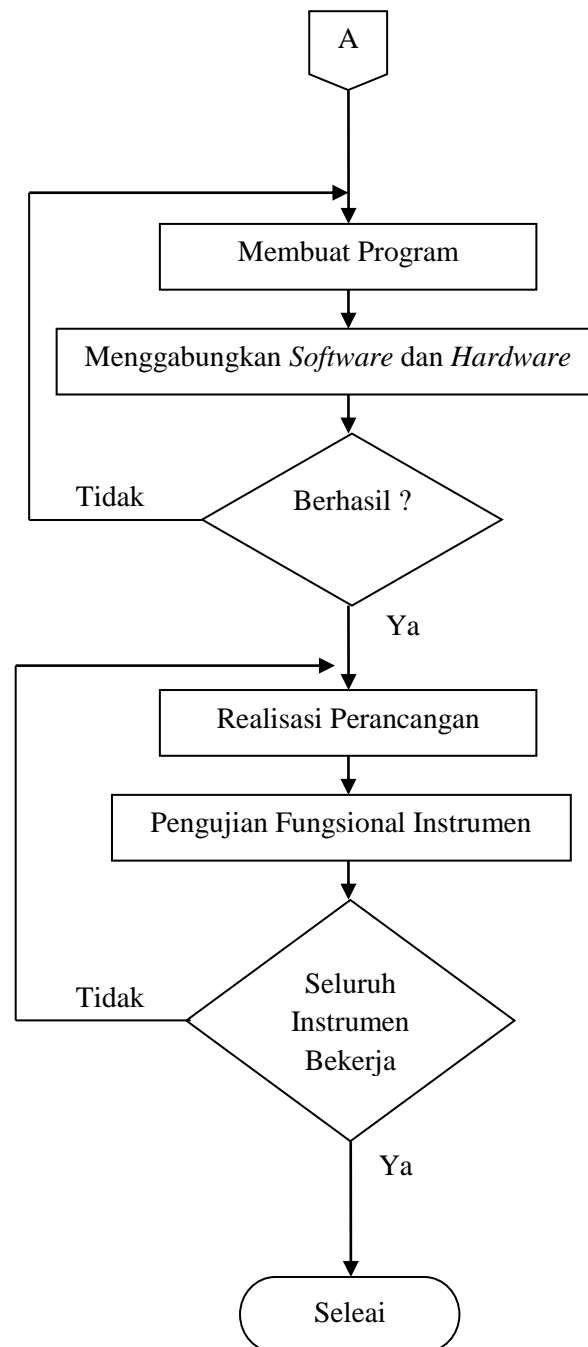 A
Membuat Program
Menggabungkan Software dan Hardware
Berhasil ?
Tidak
Ya
Realisasi Perancangan
Pengujian Fungsional Instrumen
Seluruh
Instrumen
Bekerja
Tidak
Ya
Seleai